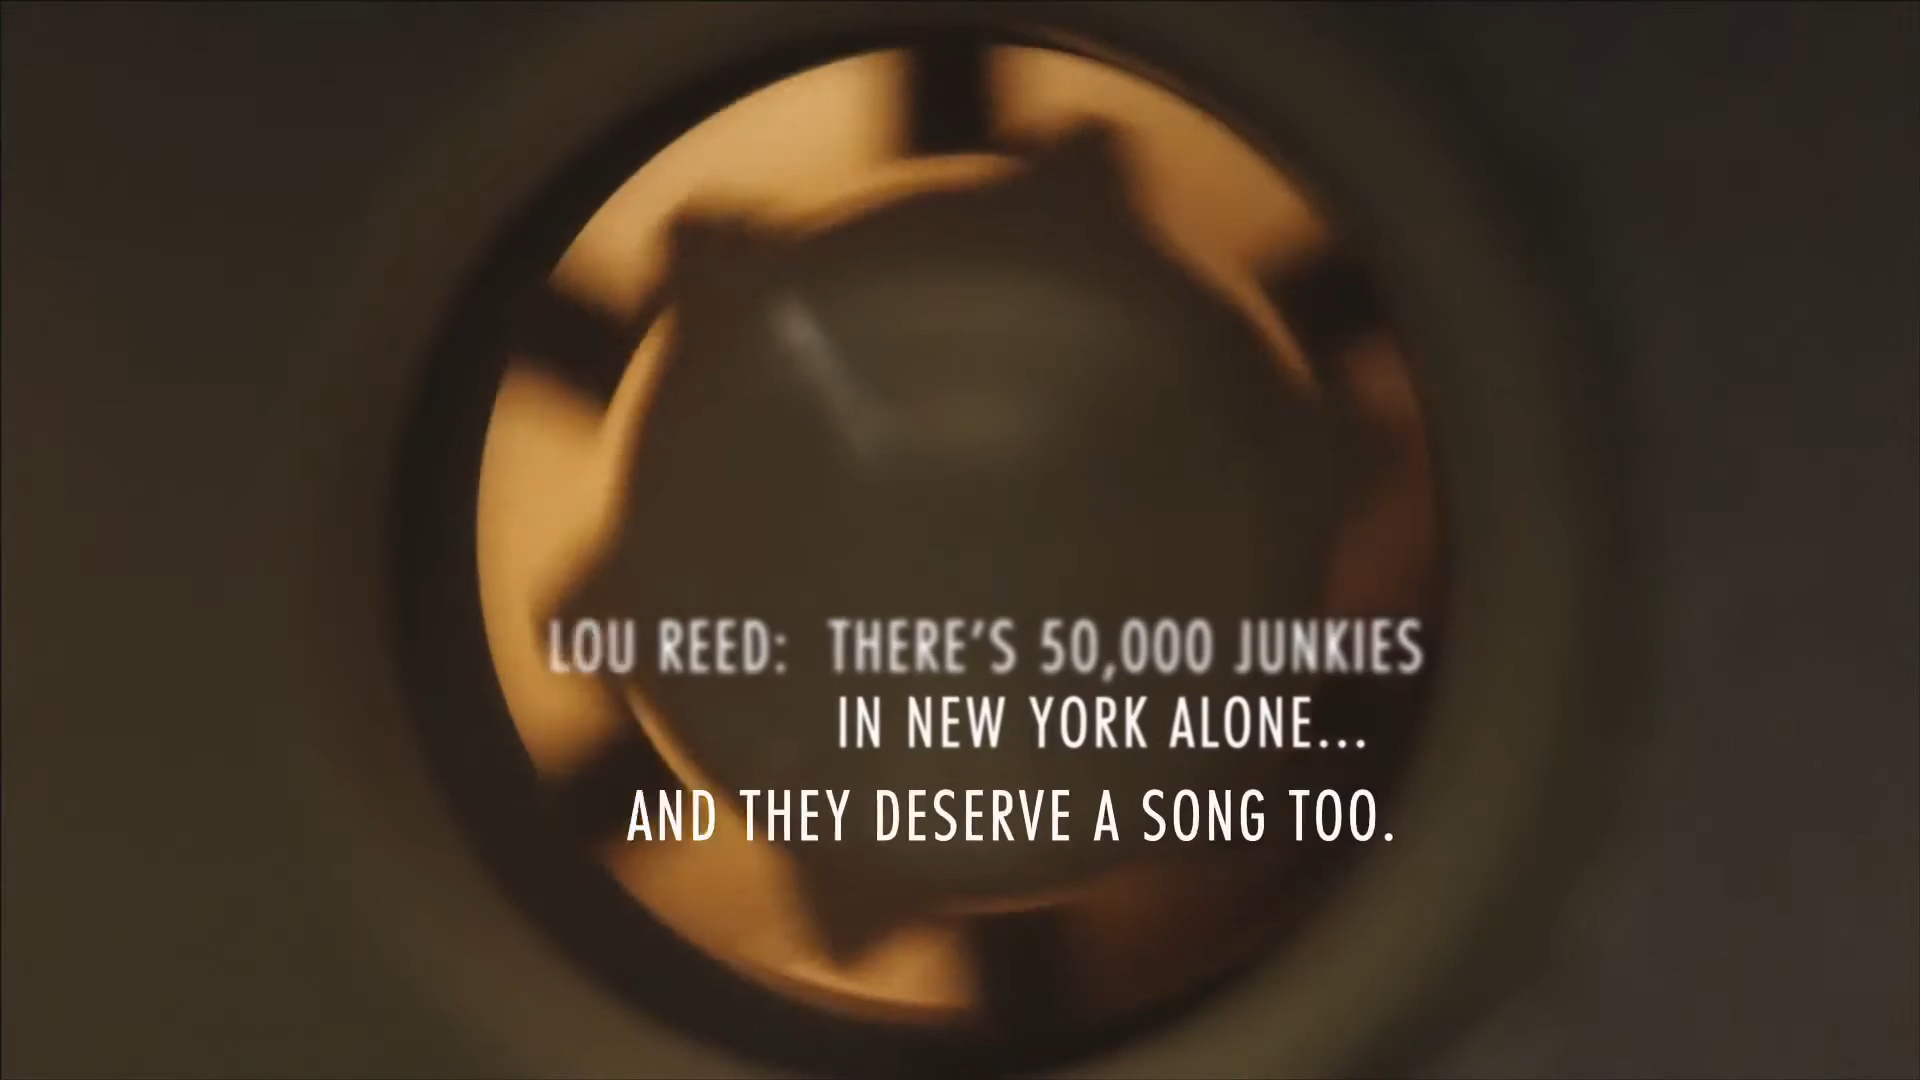 LOU REED: THERE'S 50,000 JUNKIES
IN NEW YORK ALONE...
AND THEY DESERVE A SONG TOO.